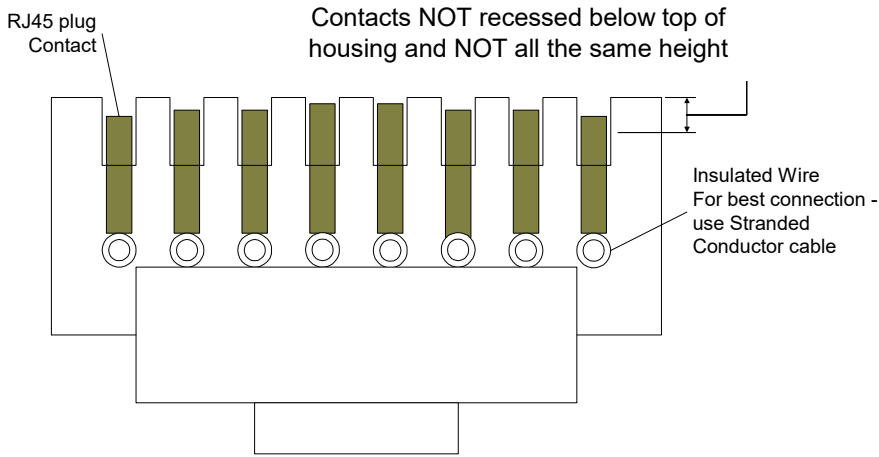 RJ45 plug
Contact
Contacts NOT recessed below top of
housing and NOT all the same height
Insulated Wire
For best connection -
use Stranded
Conductor cable